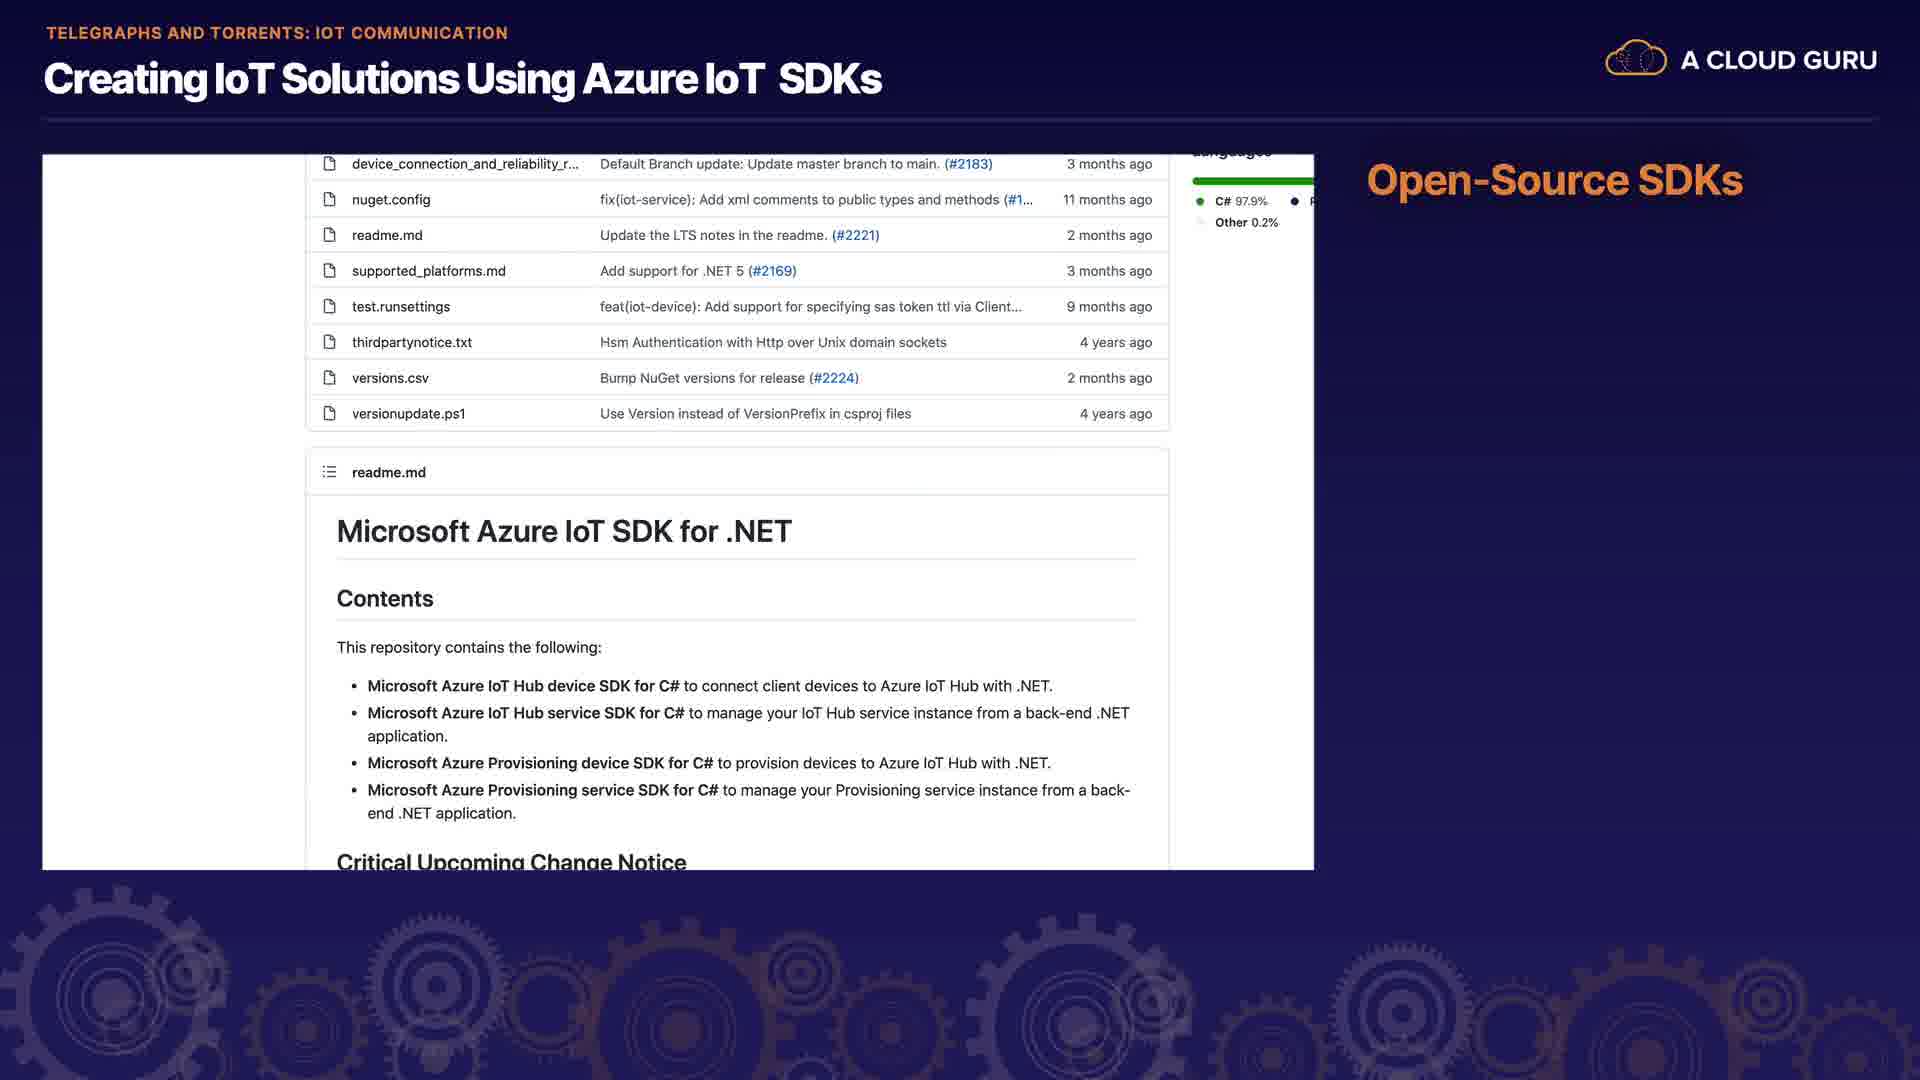 TELEGRAPHS AND TORRENTS: IOT COMMUNICATION
Creating IoT Solutions Using Azure IoT SDKs
A CLOUD GURU
Open-Source SDKs
device_connection_and_reliability_r... Default Branch update: Update master branch to main. (#2183) 3 months ago
nuget.config fix(iot-service): Add xml comments to public types and methods (#1... 11 months ago
readme.md Update the LTS notes in the readme. (#2221) 2 months ago
supported_platforms.md Add support for .NET 5 (#2169) 3 months ago
test.runsettings feat(iot-device): Add support for specifying sas token ttl via Client... 9 months ago
thirdpartynotice.txt Hsm Authentication with Http over Unix domain sockets 4 years ago
versions.csv Bump NuGet versions for release (#2224) 2 months ago
versionupdate.ps1 Use Version instead of VersionPrefix in csproj files 4 years ago
C# 97.9%
Other 0.2%
readme.md
Microsoft Azure IoT SDK for .NET
Contents
This repository contains the following:
• Microsoft Azure IoT Hub device SDK for C# to connect client devices to Azure IoT Hub with .NET.
• Microsoft Azure IoT Hub service SDK for C# to manage your IoT Hub service instance from a back-end .NET
application.
• Microsoft Azure Provisioning device SDK for C# to provision devices to Azure IoT Hub with .NET.
• Microsoft Azure Provisioning service SDK for C# to manage your Provisioning service instance from a back-
end .NET application.
Critical Upcoming Change Notice